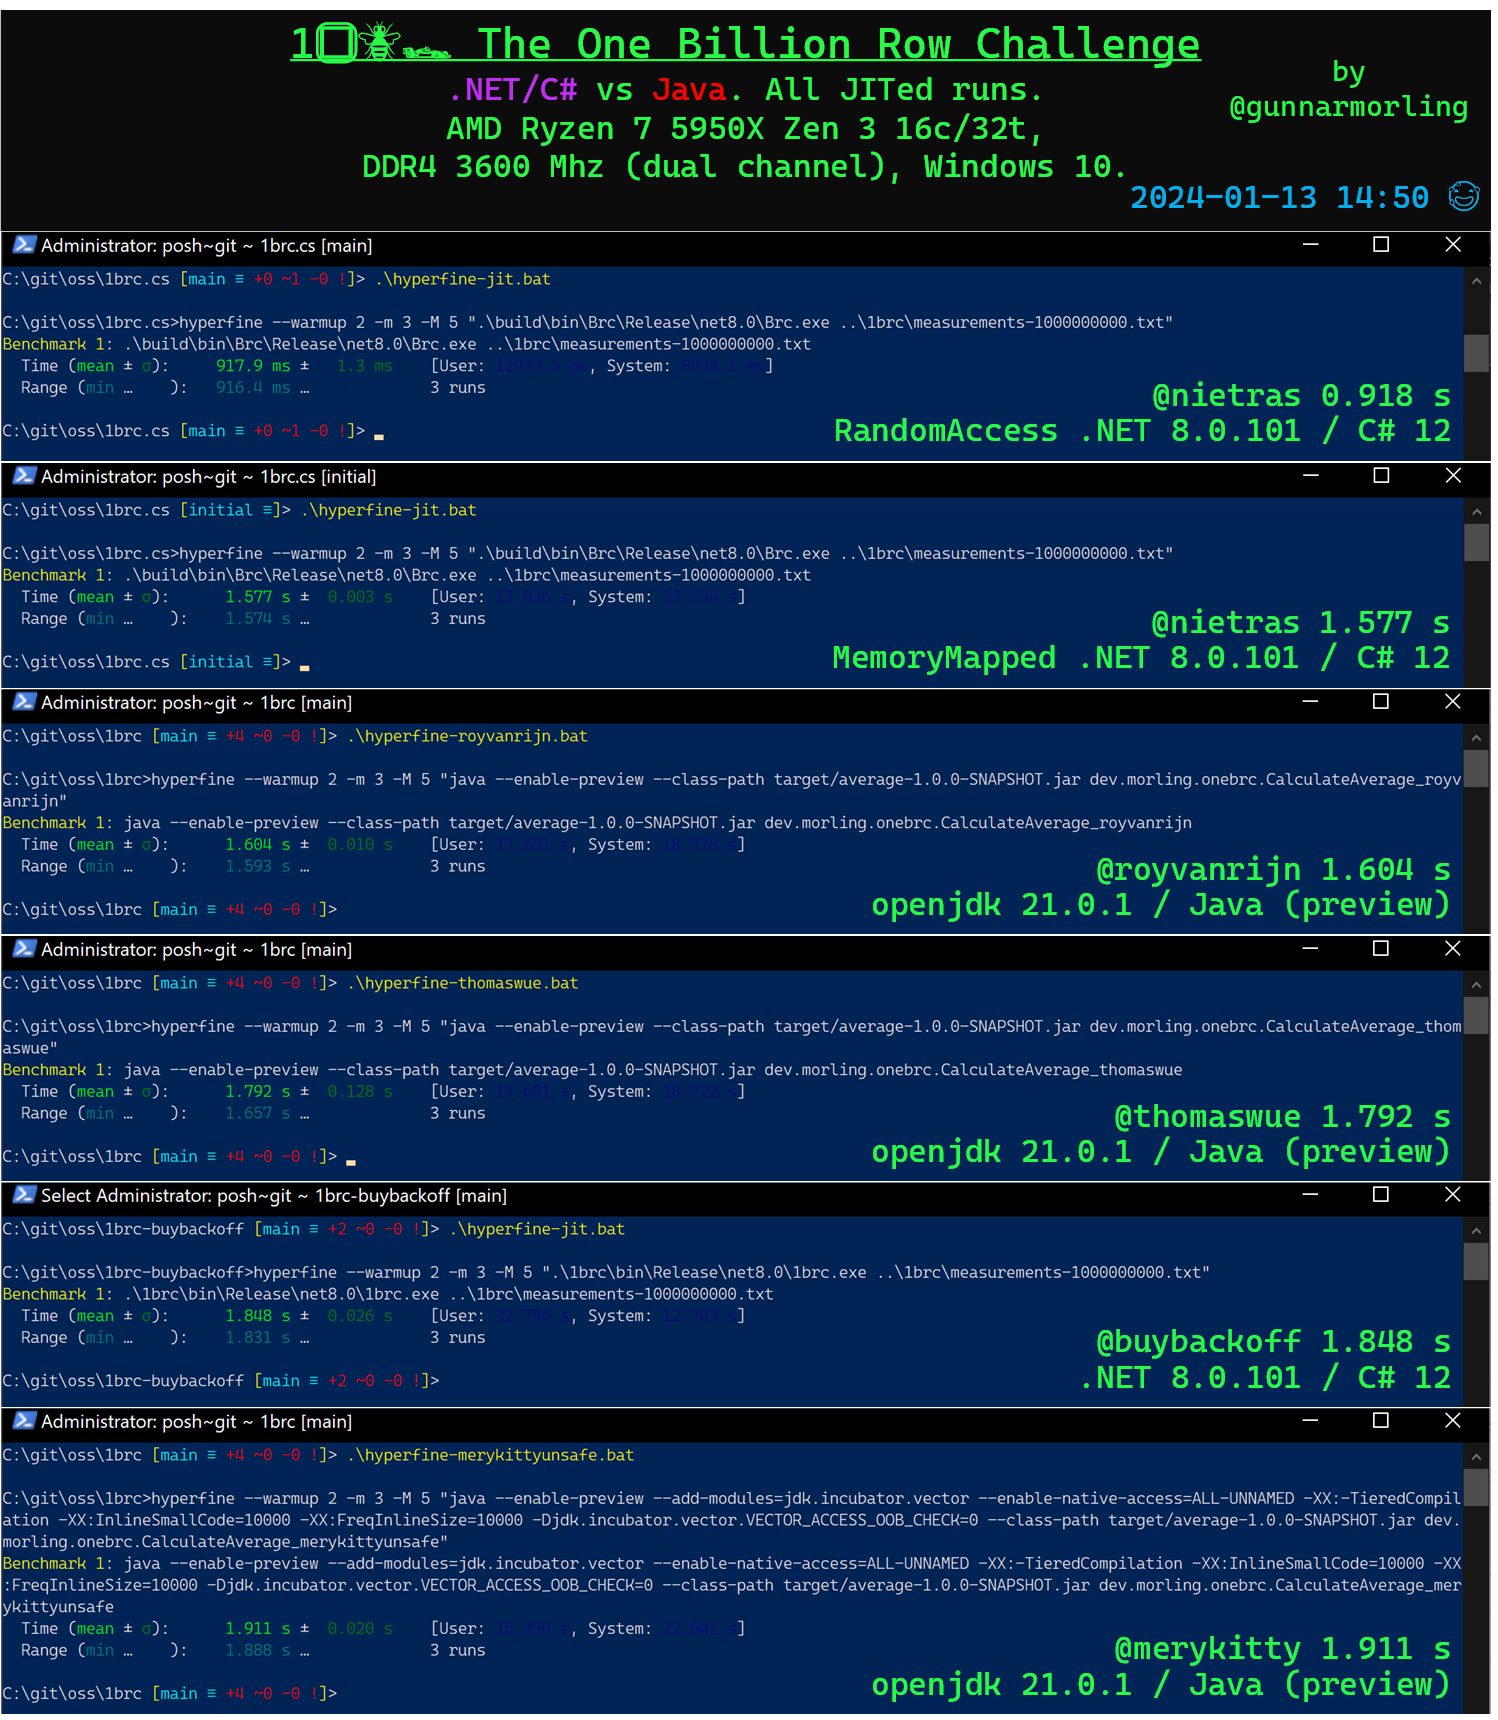 1🐝 The One Billion Row Challenge
.NET/C# vs Java. All JITed runs.
by
@gunnarmorling
AMD Ryzen 7 5950X Zen 3 16c/32t,
DDR4 3600 Mhz (dual channel), Windows 10.
2024-01-13 14:50
Administrator: posh~git ~ 1brc.cs [main]
C:\git\oss\1brc.cs [main ≡ +0 ~1 -0 !]> .\hyperfine-jit.bat
C:\git\oss\1brc.cs>hyperfine --warmup 2 -m 3 -M 5 ".\build\bin\Brc\Release\net8.0\Brc.exe ..\1brc\measurements-1000000000.txt"
Benchmark 1: .\build\bin\Brc\Release\net8.0\Brc.exe ..\1brc\measurements-1000000000.txt
Time (mean ± σ): 917.9 ms ± 1.3 ms [User: 12937.5 ms, System: 8930.1 ms]
Range (min … ): 916.4 ms … 3 runs
@nietras 0.918 s
C:\git\oss\1brc.cs [main ≡ +0 ~1 -0 !]>
RandomAccess .NET 8.0.101 / C# 12
Administrator: posh~git ~ 1brc.cs [initial]
C:\git\oss\1brc.cs [initial ≡]> .\hyperfine-jit.bat
C:\git\oss\1brc.cs>hyperfine --warmup 2 -m 3 -M 5 ".\build\bin\Brc\Release\net8.0\Brc.exe ..\1brc\measurements-1000000000.txt"
Benchmark 1: .\build\bin\Brc\Release\net8.0\Brc.exe ..\1brc\measurements-1000000000.txt
Time (mean ± σ): 1.577 s ± 0.003 s [User: 13.036 s, System: 23.534 s]
Range (min … ): 1.574 s … 3 runs
@nietras 1.577 s
C:\git\oss\1brc.cs [initial ≡]>
MemoryMapped .NET 8.0.101 / C# 12
Administrator: posh~git ~ 1brc [main]
C:\git\oss\1brc [main ≡ +4 ~0 -0 !]> .\hyperfine-royvanrijn.bat
C:\git\oss\1brc>hyperfine --warmup 2 -m 3 -M 5 "java --enable-preview --class-path target/average-1.0.0-SNAPSHOT.jar dev.morling.onebrc.CalculateAverage_royv
anrijn"
Benchmark 1: java --enable-preview --class-path target/average-1.0.0-SNAPSHOT.jar dev.morling.onebrc.CalculateAverage_royvanrijn
Time (mean ± σ): 1.604 s ± 0.010 s [User: 17.551 s, System: 18.726 s]
Range (min … ): 1.593 s … 3 runs
@royvanrijn 1.604 s
C:\git\oss\1brc [main ≡ +4 ~0 -0 !]>
openjdk 21.0.1 / Java (preview)
Administrator: posh~git ~ 1brc [main]
C:\git\oss\1brc [main ≡ +4 ~0 -0 !]> .\hyperfine-thomaswue.bat
C:\git\oss\1brc>hyperfine --warmup 2 -m 3 -M 5 "java --enable-preview --class-path target/average-1.0.0-SNAPSHOT.jar dev.morling.onebrc.CalculateAverage_thom
aswue"
Benchmark 1: java --enable-preview --class-path target/average-1.0.0-SNAPSHOT.jar dev.morling.onebrc.CalculateAverage_thomaswue
Time (mean ± σ): 1.792 s ± 0.128 s [User: 17.691 s, System: 18.722 s]
Range (min … ): 1.657 s … 3 runs
@thomaswue 1.792 s
C:\git\oss\1brc [main ≡ +4 ~0 -0 !]>
openjdk 21.0.1 / Java (preview)
Select Administrator: posh~git ~ 1brc-buybackoff [main]
C:\git\oss\1brc-buybackoff [main ≡ +2 ~0 -0 !]> .\hyperfine-jit.bat
C:\git\oss\1brc-buybackoff>hyperfine --warmup 2 -m 3 -M 5 ".\1brc\bin\Release\net8.0\1brc.exe ..\1brc\measurements-1000000000.txt"
Benchmark 1: .\1brc\bin\Release\net8.0\1brc.exe ..\1brc\measurements-1000000000.txt
Time (mean ± σ): 1.848 s ± 0.026 s [User: 32.796 s, System: 12.747 s]
Range (min … ): 1.831 s … 3 runs
@buybackoff 1.848 s
C:\git\oss\1brc-buybackoff [main ≡ +2 ~0 -0 !]>
.NET 8.0.101 / C# 12
Administrator: posh~git ~ 1brc [main]
C:\git\oss\1brc [main ≡ +4 ~0 -0 !]> .\hyperfine-merykittyunsafe.bat
C:\git\oss\1brc>hyperfine --warmup 2 -m 3 -M 5 "java --enable-preview --add-modules=jdk.incubator.vector --enable-native-access=ALL-UNNAMED -XX:-TieredCompil
ation -XX:InlineSmallCode=10000 -XX:FreqInlineSize=10000 -Djdk.incubator.vector.VECTOR_ACCESS_OOB_CHECK=0 --class-path target/average-1.0.0-SNAPSHOT.jar dev.
morling.onebrc.CalculateAverage_merykittyunsafe"
Benchmark 1: java --enable-preview --add-modules=jdk.incubator.vector --enable-native-access=ALL-UNNAMED -XX:-TieredCompilation -XX:InlineSmallCode=10000 -XX
:FreqInlineSize=10000 -Djdk.incubator.vector.VECTOR_ACCESS_OOB_CHECK=0 --class-path target/average-1.0.0-SNAPSHOT.jar dev.morling.onebrc.CalculateAverage_mer
ykittyunsafe
Time (mean ± σ): 1.911 s ± 0.020 s [User: 15.390 s, System: 22.841 s]
Range (min … ): 1.888 s … 3 runs
@merykitty 1.911 s
C:\git\oss\1brc [main ≡ +4 ~0 -0 !]>
openjdk 21.0.1 / Java (preview)